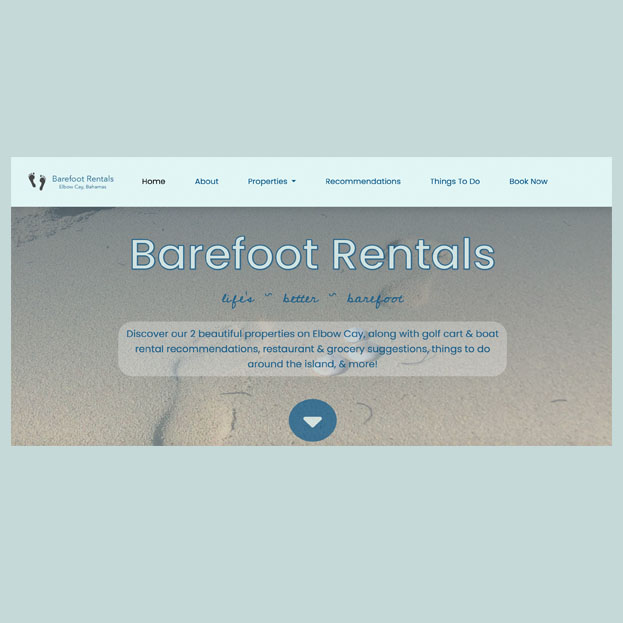 Barefoot Rentals
Elbow Cay, Bahamas
Home About Properties Recommendations Things To Do Book Now
Barefoot Rentals
life's ~ better ~ barefoot
Discover our 2 beautiful properties on Elbow Cay, along with golf cart & boat
rental recommendations, restaurant & grocery suggestions, things to do
around the island, & more!